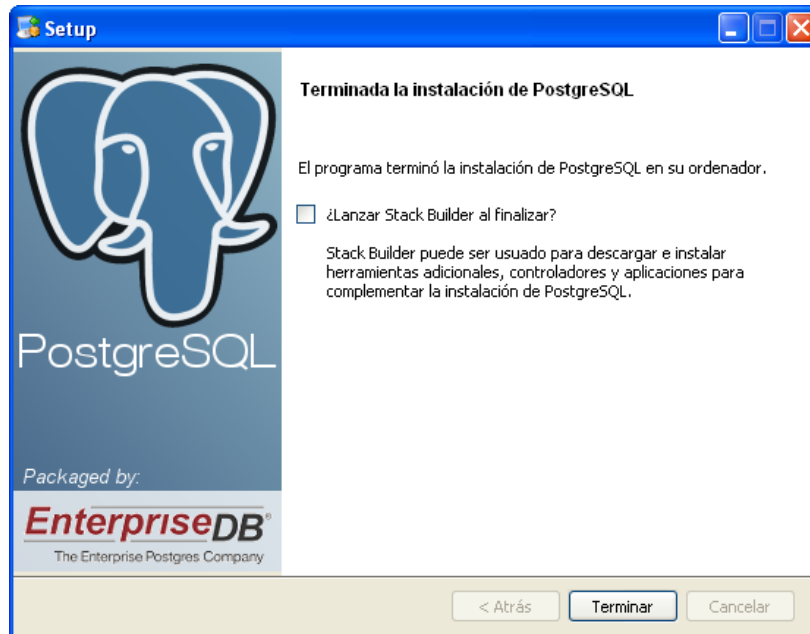 Setup
Terminada la instalación de PostgreSQL
El programa terminó la instalación de PostgreSQL en su ordenador.
¿Lanzar Stack Builder al finalizar?
Stack Builder puede ser usado para descargar e instalar
herramientas adicionales, controladores y aplicaciones para
complementar la instalación de PostgreSQL.
PostgreSQL
Packaged by:
EnterpriseDB®
The Enterprise Postgres Company
< Atrás
Terminar
Cancelar